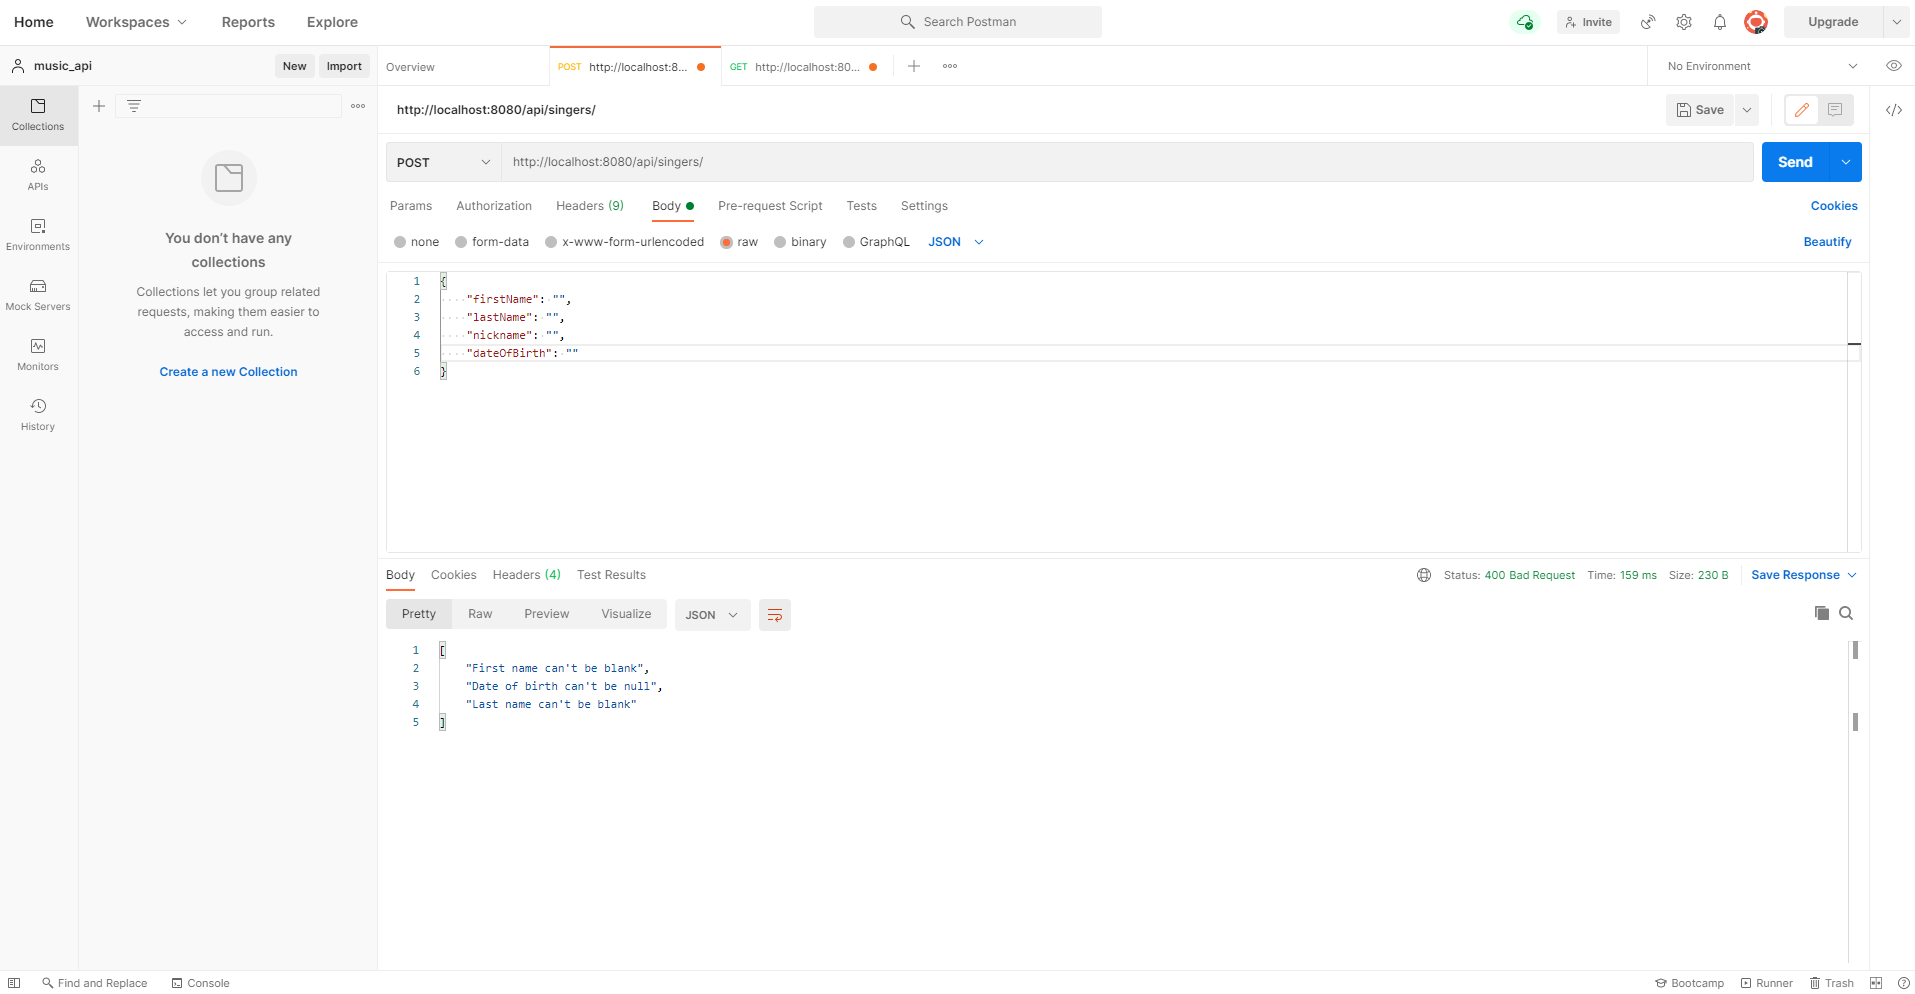 Home Workspaces Reports Explore Search Postman Invite Upgrade
music_api New Import Overview POST http://localhost:8... GET http://localhost:80... No Environment
Collections
APIs
Environments
Mock Servers
Monitors
History
You don't have any
collections
Collections let you group related
requests, making them easier to
access and run.
Create a new Collection
http://localhost:8080/api/singers/ Save
POST http://localhost:8080/api/singers/ Send
Params Authorization Headers (9) Body Pre-request Script Tests Settings Cookies
none form-data x-www-form-urlencoded raw binary GraphQL JSON Beautify
1 {
2 "firstName": "",
3 "lastName": "",
4 "nickname": "",
5 "dateOfBirth": ""
6 }
Body Cookies Headers (4) Test Results Status: 400 Bad Request Time: 159 ms Size: 230 B Save Response
Pretty Raw Preview Visualize JSON
1 [
2 "First name can't be blank",
3 "Date of birth can't be null",
4 "Last name can't be blank"
5 ]
Find and Replace Console Bootcamp Runner Trash